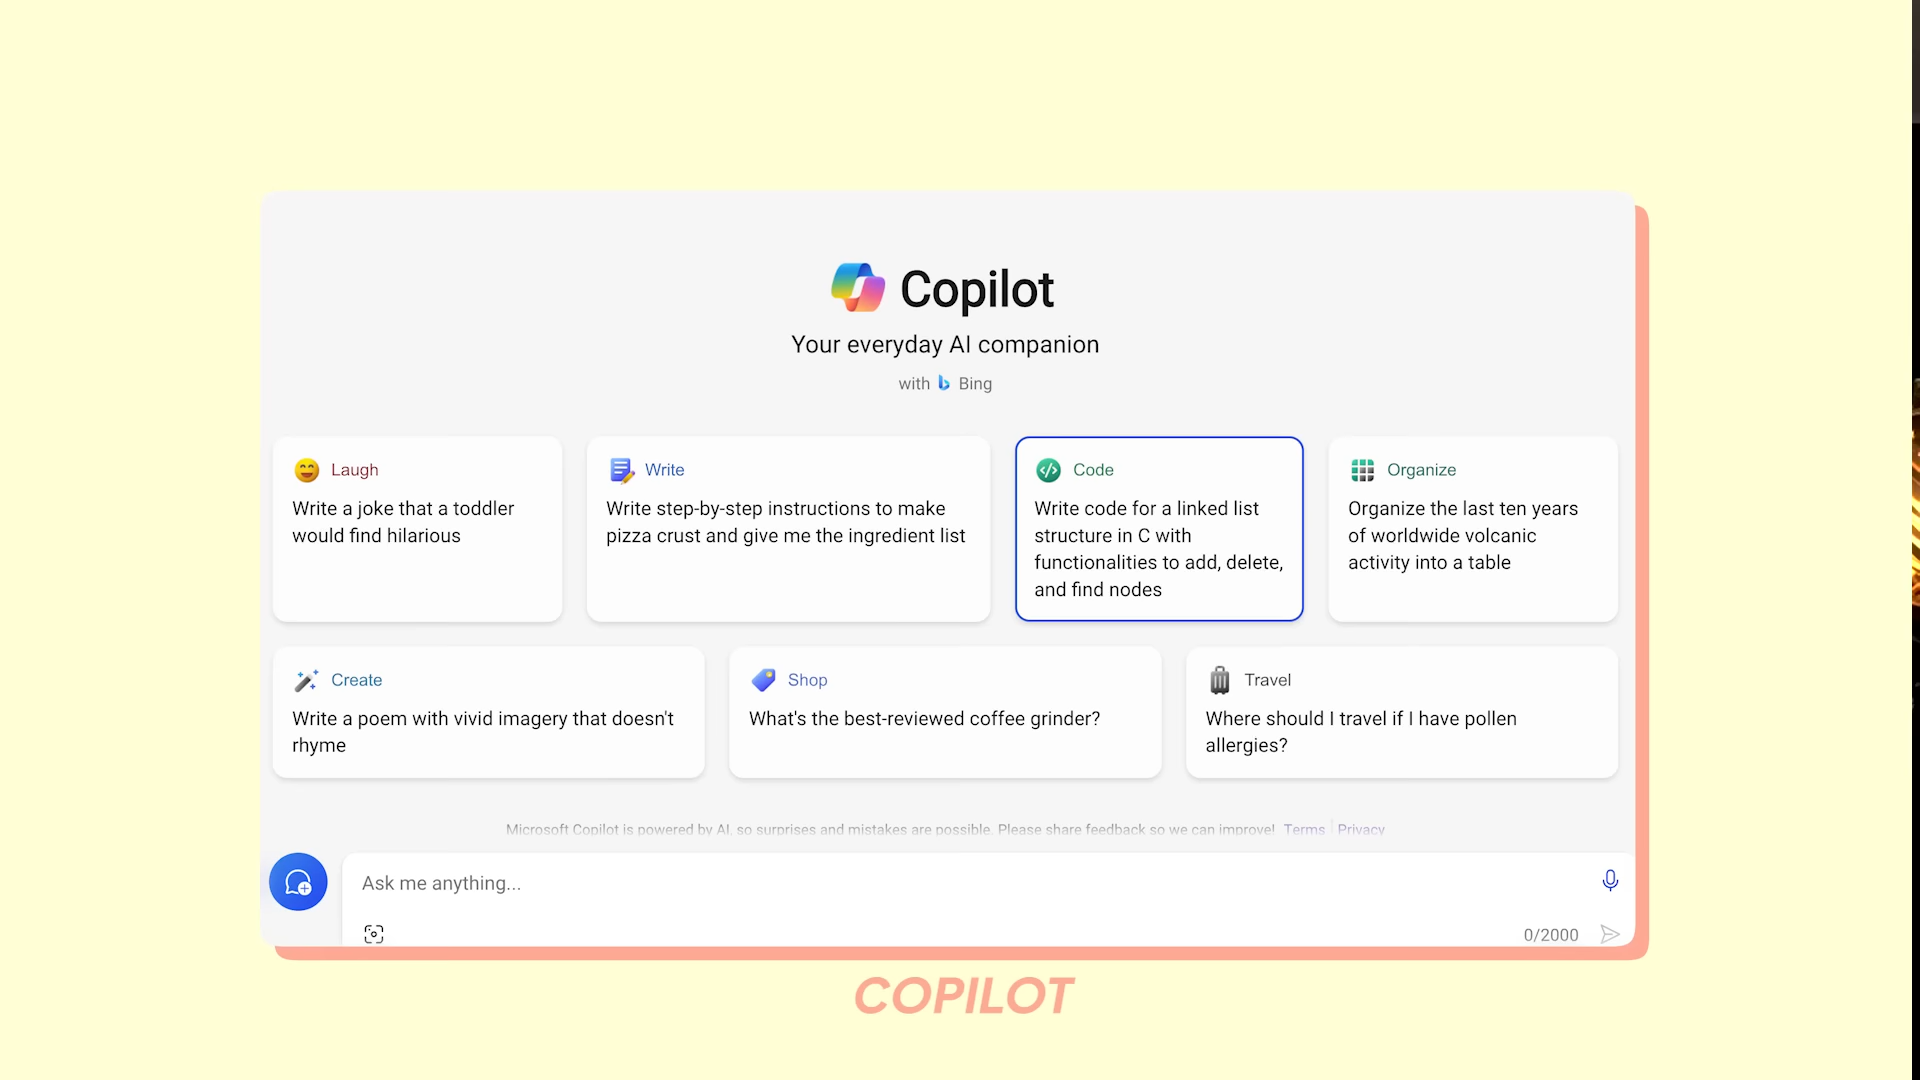 Copilot
Your everyday AI companion
with Bing
Laugh
Write a joke that a toddler
would find hilarious
Write
Write step-by-step instructions to make
pizza crust and give me the ingredient list
Code
Write code for a linked list
structure in C with
functionalities to add, delete,
and find nodes
Organize
Organize the last ten years
of worldwide volcanic
activity into a table
Create
Write a poem with vivid imagery that doesn't
rhyme
Shop
What's the best-reviewed coffee grinder?
Travel
Where should I travel if I have pollen
allergies?
Microsoft Copilot is powered by AI, so surprises and mistakes are possible. Please share feedback so we can improve! Terms | Privacy
Ask me anything...
0/2000
COPILOT